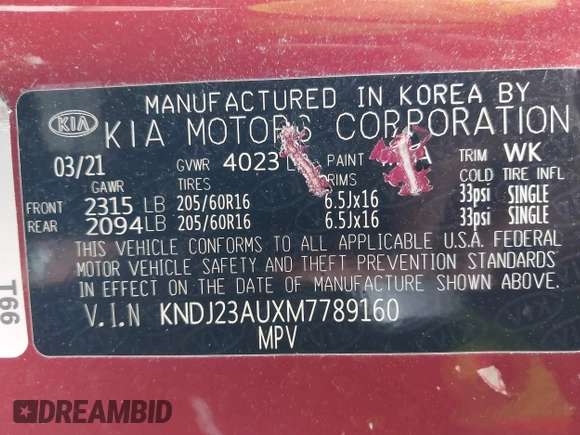 MANUFACTURED IN KOREA BY
KIA KIA MOTORS CORPORATION
03/21 GVWR 4023 PAINT A TRIM WK
GAWR RIMS COLD TIRE INFL
FRONT 2315 LB 205/60R16 6.5Jx16 33psi SINGLE
REAR 2094 LB 205/60R16 6.5Jx16 33psi SINGLE
THIS VEHICLE CONFORMS TO ALL APPLICABLE U.S.A. FEDERAL
MOTOR VEHICLE SAFETY AND THEFT PREVENTION STANDARDS
IN EFFECT ON THE DATE OF MANUFACTURE SHOWN ABOVE.
V.I.N KNDJ23AUXM7789160
MPV
T66
DREAMBID